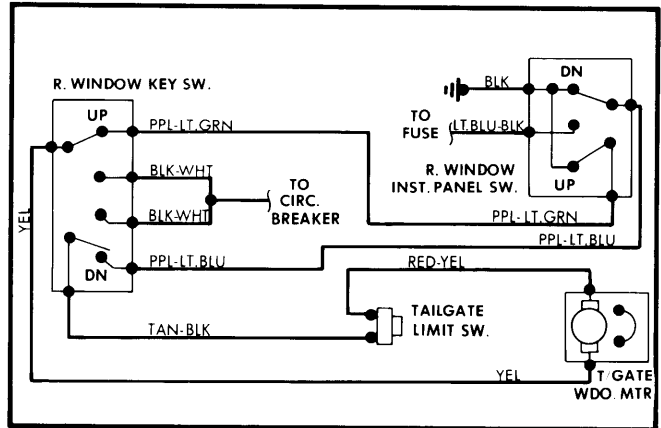 R. WINDOW KEY SW.
UP
PPL-LT.GRN
BLK-WHT
BLK-WHT
TO
CIRC.
BREAKER
DN
PPL-LT.BLU
YEL
TAN-BLK
BLK
DN
TO
FUSE
LT.BLU-BLK
R. WINDOW
INST. PANEL SW.
UP
PPL-LT.GRN
PPL-LT.BLU
RED-YEL
TAILGATE
LIMIT SW.
YEL
T/GATE
WDO. MTR